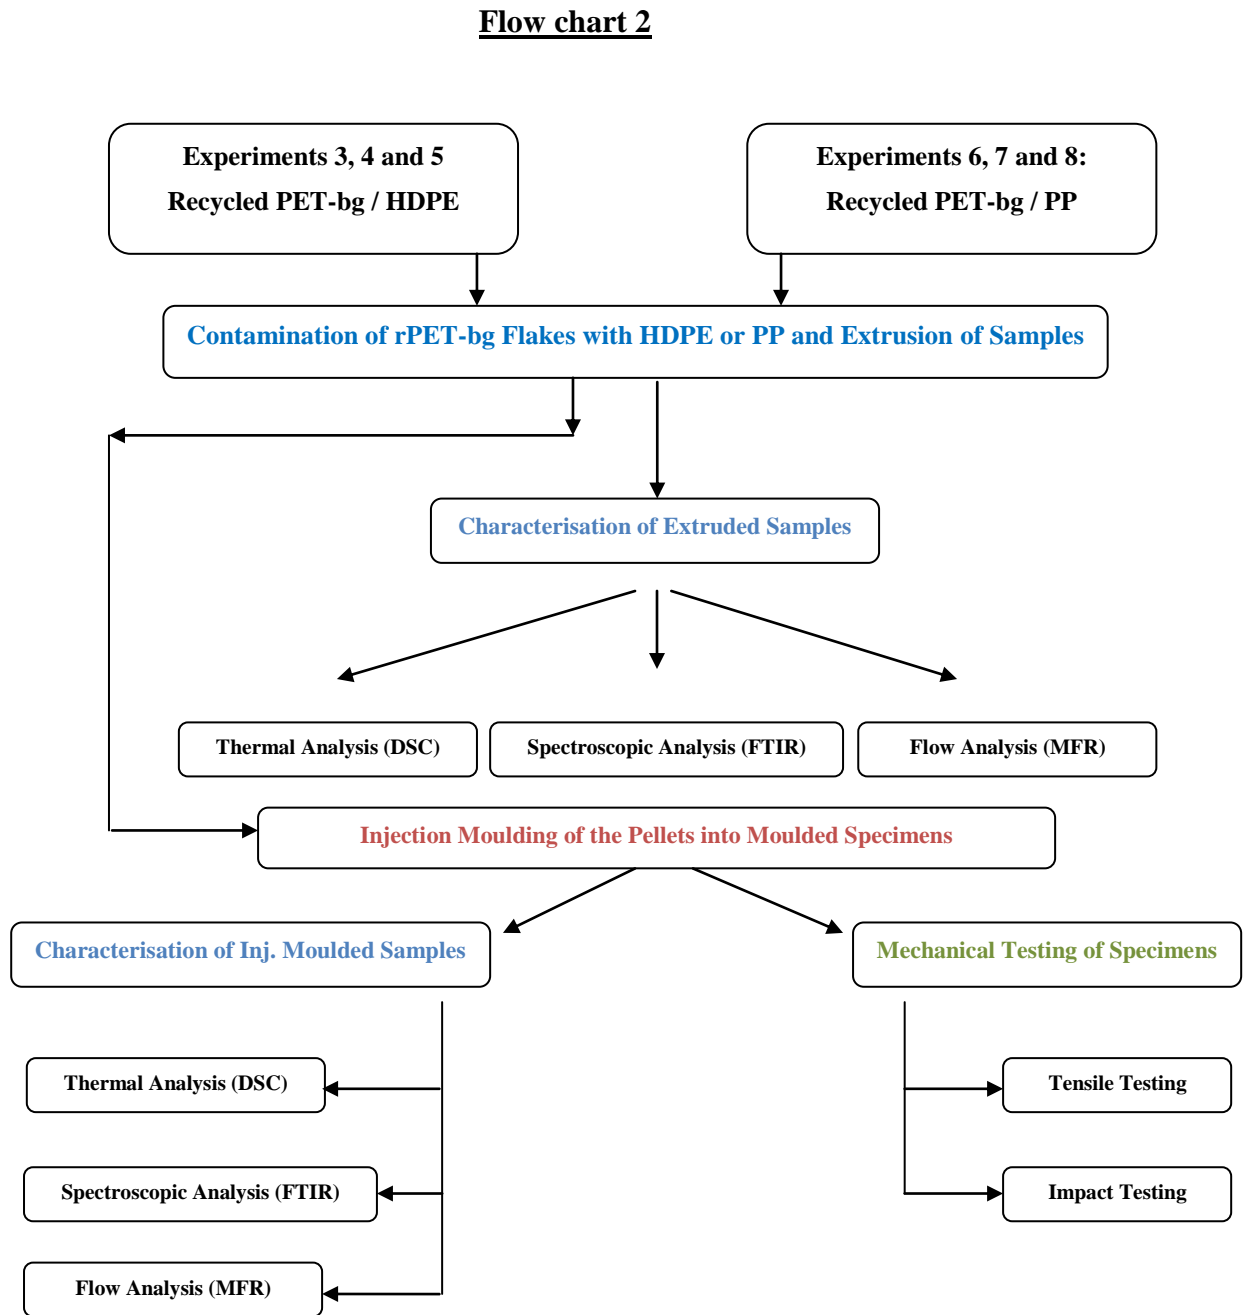 Flow chart 2
Experiments 3, 4 and 5
Recycled PET-bg / HDPE
Experiments 6, 7 and 8:
Recycled PET-bg / PP
Contamination of rPET-bg Flakes with HDPE or PP and Extrusion of Samples
Characterisation of Extruded Samples
Thermal Analysis (DSC)
Spectroscopic Analysis (FTIR)
Flow Analysis (MFR)
Injection Moulding of the Pellets into Moulded Specimens
Characterisation of Inj. Moulded Samples
Mechanical Testing of Specimens
Thermal Analysis (DSC)
Tensile Testing
Spectroscopic Analysis (FTIR)
Impact Testing
Flow Analysis (MFR)